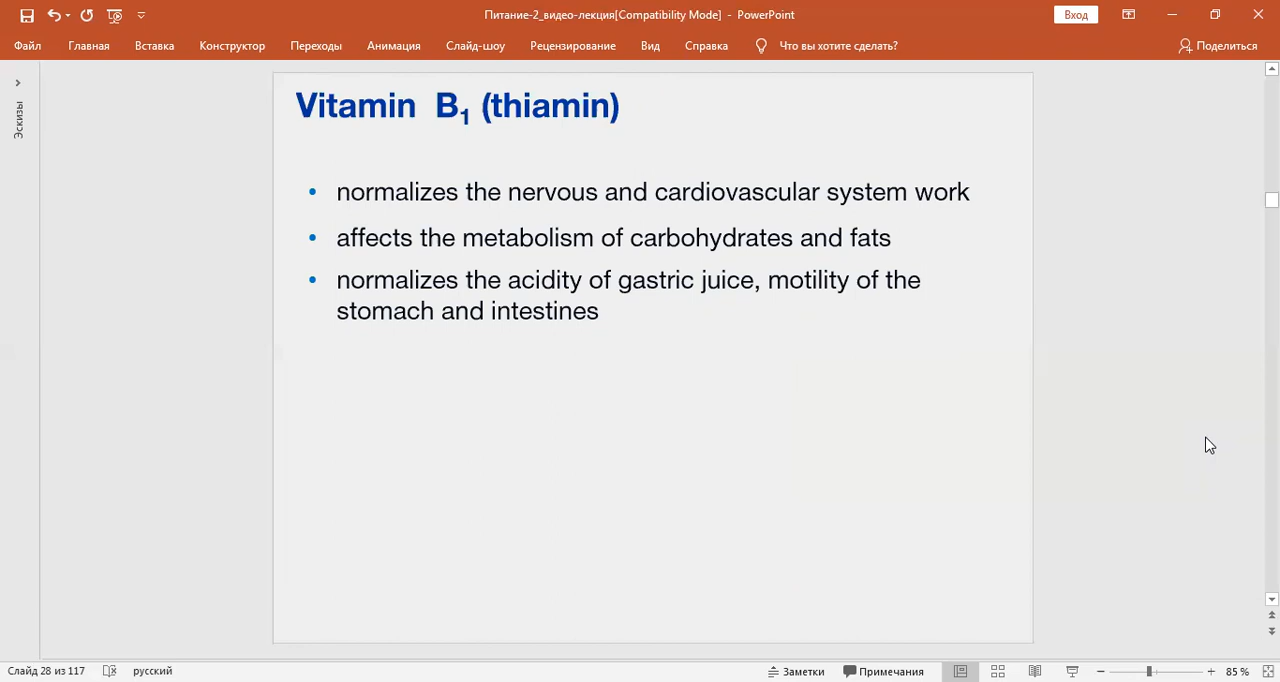 Питание-2_видео-лекция[Compatibility Mode] - PowerPoint
Вход
Файл Главная Вставка Конструктор Переходы Анимация Слайд-шоу Рецензирование Вид Справка Что вы хотите сделать? Поделиться
Эскизы
Vitamin B₁ (thiamin)
• normalizes the nervous and cardiovascular system work
• affects the metabolism of carbohydrates and fats
• normalizes the acidity of gastric juice, motility of the
stomach and intestines
Слайд 28 из 117 русский Заметки Примечания 85 %